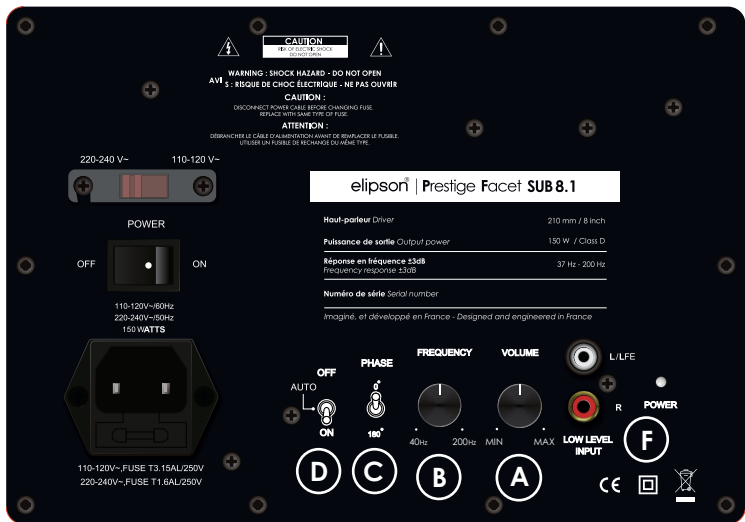 CAUTION
RISK OF ELECTRIC SHOCK
DO NOT OPEN
WARNING : SHOCK HAZARD - DO NOT OPEN
AVI S : RISQUE DE CHOC ÉLECTRIQUE - NE PAS OUVRIR
CAUTION :
DISCONNECT POWER CABLE BEFORE CHANGING FUSE.
REPLACE WITH SAME TYPE OF FUSE.
ATTENTION :
DÉBRANCHER LE CÂBLE D'ALIMENTATION AVANT DE REMPLACER LE FUSIBLE.
UTILISER UN FUSIBLE DE RECHANGE DU MÊME TYPE.
220-240 V~ 110-120 V~
POWER
OFF ON
110-120V~/60Hz
220-240V~/50Hz
150 WATTS
110-120V~,FUSE T3.15AL/250V
220-240V~,FUSE T1.6AL/250V
elipson® | Prestige Facet SUB 8.1
Haut-parleur Driver 210 mm / 8 inch
Puissance de sortie Output power 150 W / Class D
Réponse en fréquence ±3dB
Frequency response ±3dB 37 Hz - 200 Hz
Numéro de série Serial number
Imaginé, et développé en France - Designed and engineered in France
OFF
AUTO
ON
D
PHASE
0°
180°
C
FREQUENCY
40Hz 200Hz
B
VOLUME
MIN MAX
A
L/LFE
R
LOW LEVEL
INPUT
POWER
F
CE